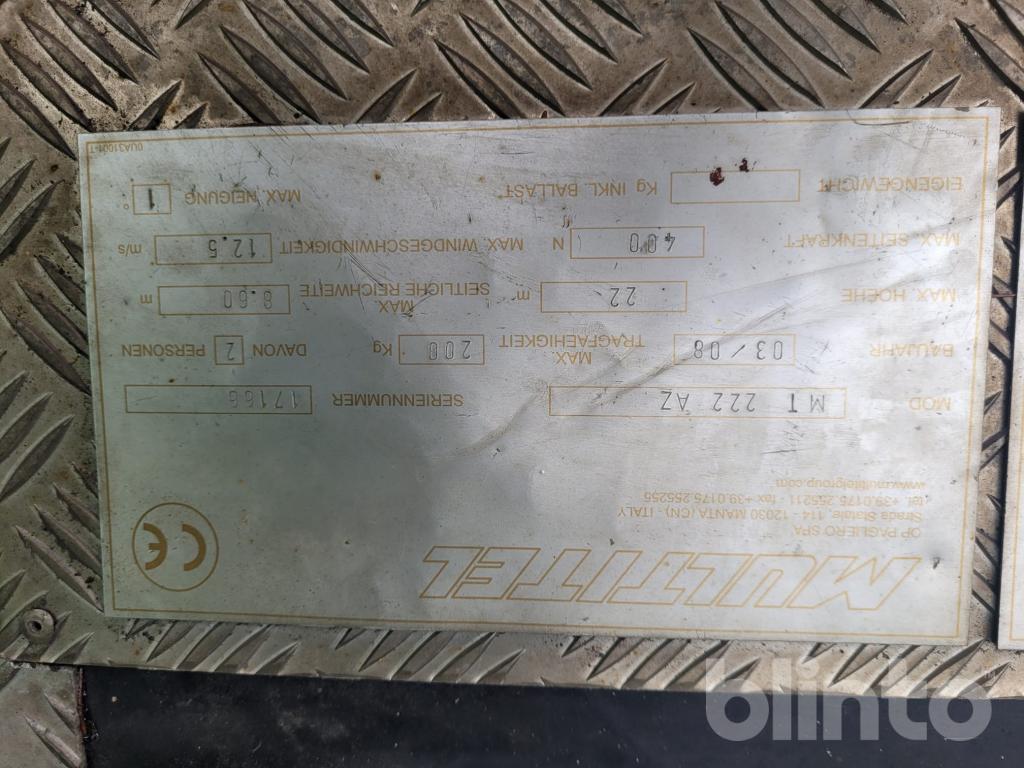 MULTITEL
OP PAGLIERO SPA
Strada Statale, 114 - 12030 MANTA (CN) - ITALY
tel. +39.0175 255211 - fax +39.0175 255255
www.multitelgroup.com
CE
MOD MT 222 AZ SERIENNUMMER 17166
BAUJAHR 03/08 MAX. TRAGFAEHIGKEIT 200 Kg DAVON 2 PERSONEN
MAX. HOEHE 22 m MAX. SEITLICHE REICHWEITE 8.60 m
MAX. SEITENKRAFT 400 N MAX. WINDGESCHWINDIGKEIT 12.5 m/s
EIGENGEWICHT Kg INKL. BALLAST MAX. NEIGUNG 1 °
0UA31001-T
blinto